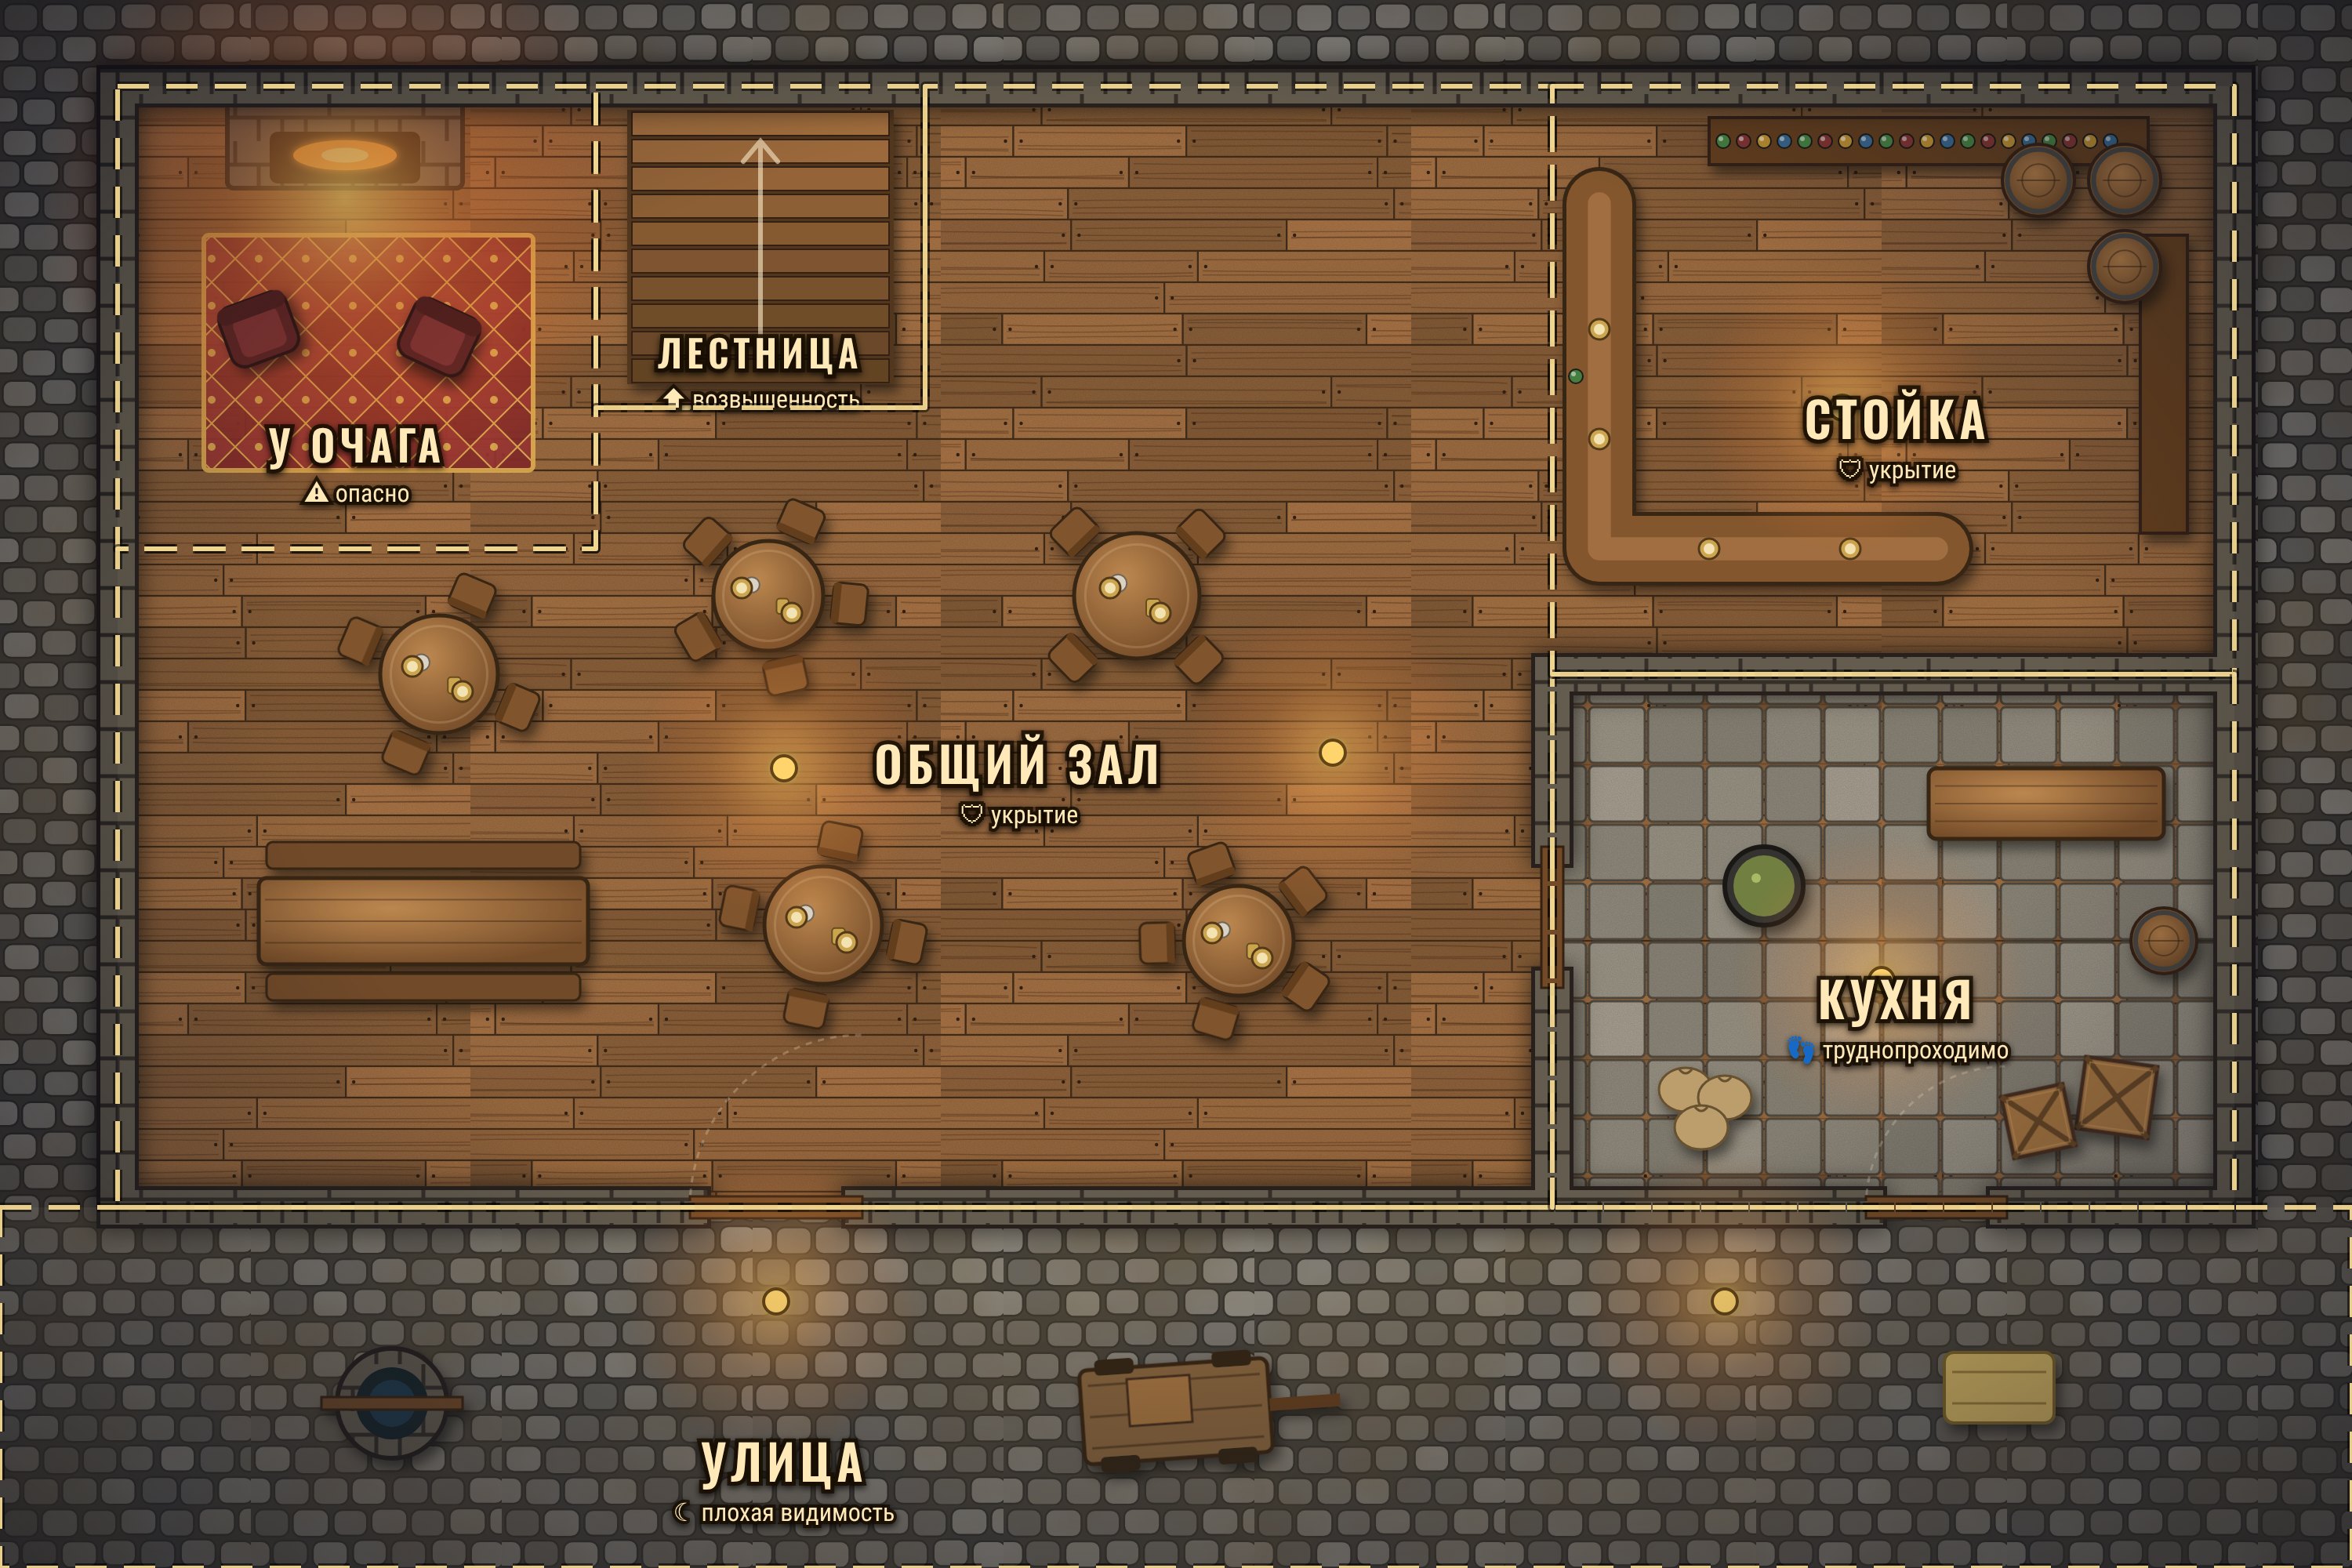 ЛЕСТНИЦА
возвышенность
У ОЧАГА
опасно
СТОЙКА
укрытие
ОБЩИЙ ЗАЛ
укрытие
КУХНЯ
труднопроходимо
УЛИЦА
плохая видимость